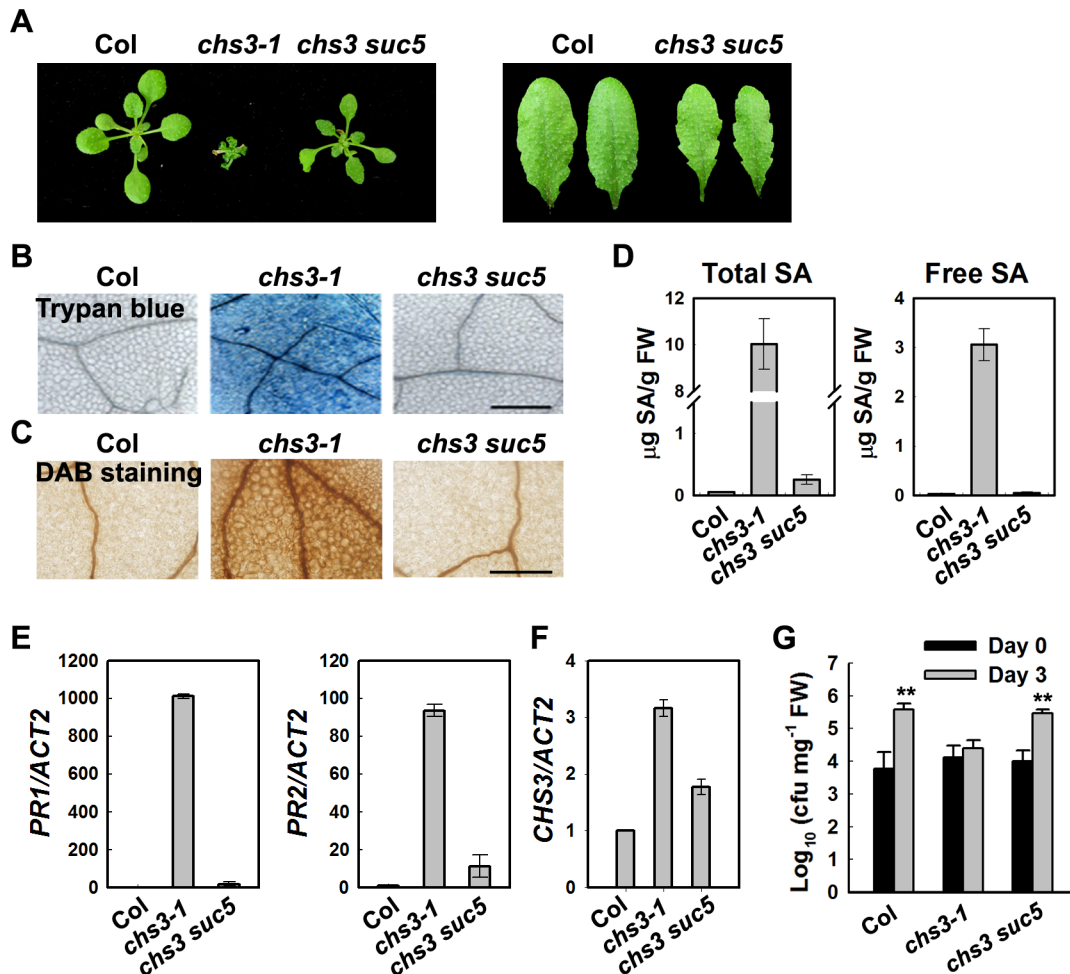 A
Col chs3-1 chs3 suc5
Col chs3 suc5
B
Col chs3-1 chs3 suc5
Trypan blue
C
Col chs3-1 chs3 suc5
DAB staining
D
Total SA
µg SA/g FW
12
10
8
1
0
Col chs3-1 chs3 suc5
Free SA
µg SA/g FW
4
3
2
1
0
Col chs3-1 chs3 suc5
E
PR1/ACT2
1200
1000
800
600
400
200
0
Col chs3-1 chs3 suc5
PR2/ACT2
120
100
80
60
40
20
0
Col chs3-1 chs3 suc5
F
CHS3/ACT2
4
3
2
1
0
Col chs3-1 chs3 suc5
G
Day 0
Day 3
Log₁₀ (cfu mg⁻¹ FW)
7
6
5
4
3
2
1
0
** **
Col chs3-1 chs3 suc5